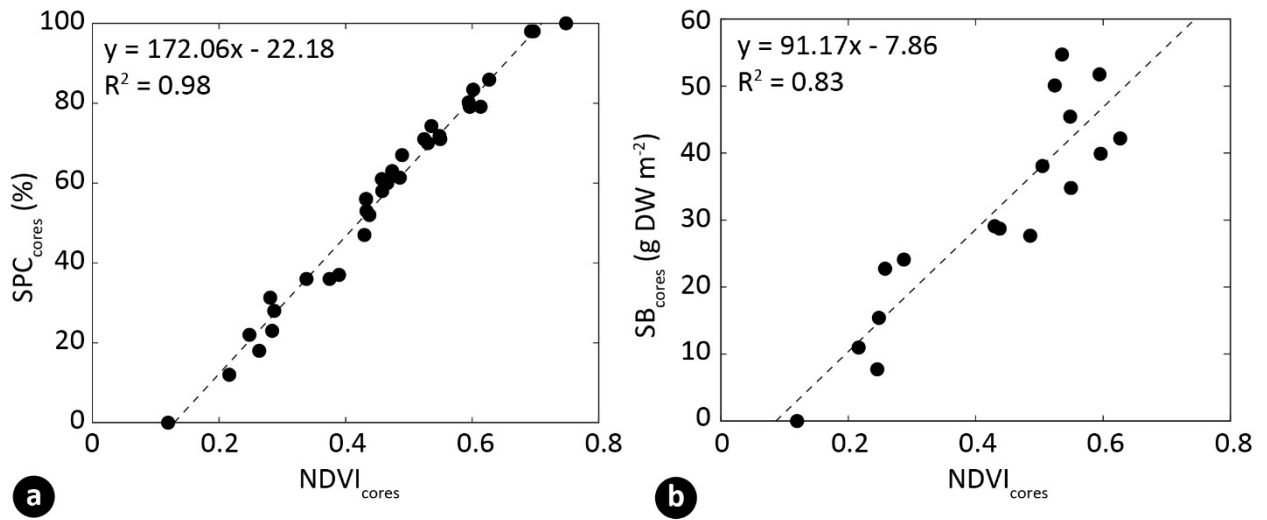 y = 172.06x - 22.18
R² = 0.98
SPCcores (%)
100
80
60
40
20
0
0 0.2 0.4 0.6 0.8
NDVIcores
a
y = 91.17x - 7.86
R² = 0.83
SBcores (g DW m⁻²)
60
50
40
30
20
10
0
0 0.2 0.4 0.6 0.8
NDVIcores
b